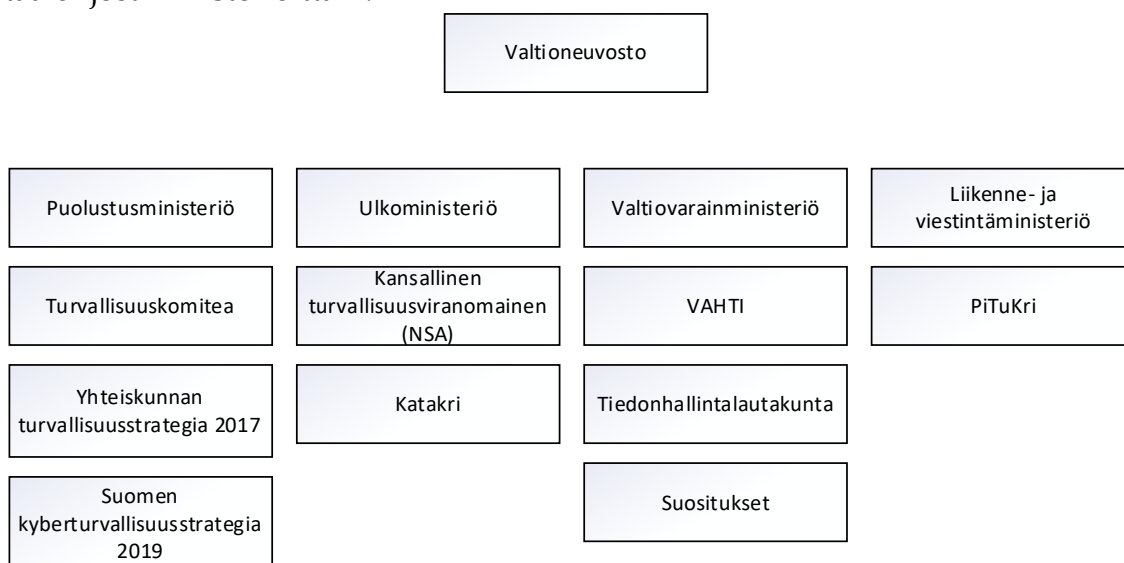 Valtioneuvosto
Puolustusministeriö
Ulkoministeriö
Valtiovarainministeriö
Liikenne- ja
viestintäministeriö
Turvallisuuskomitea
Kansallinen
turvallisuusviranomainen
(NSA)
VAHTI
PiTuKri
Yhteiskunnan
turvallisuusstrategia 2017
Katakri
Tiedonhallintalautakunta
Suomen
kyberturvallisuusstrategia
2019
Suositukset